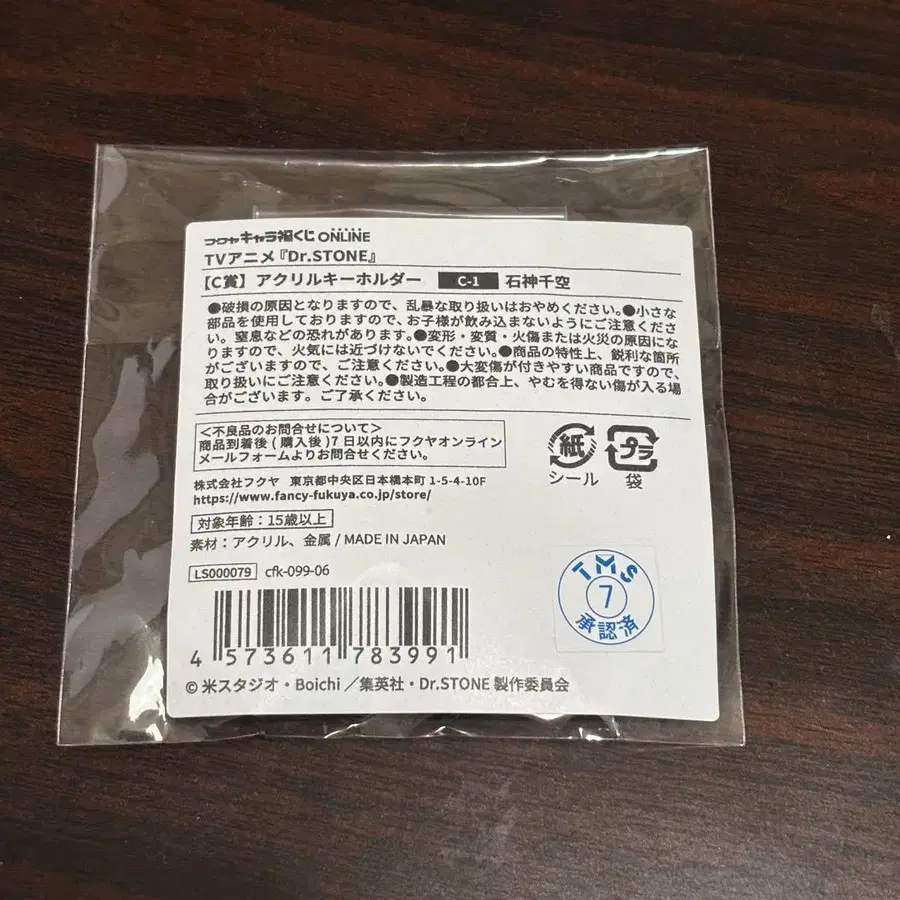 フクヤキャラ福くじ ONLINE
TVアニメ『Dr.STONE』
【C賞】アクリルキーホルダー C-1 石神千空
●破損の原因となりますので、乱暴な取り扱いはおやめください。●小さな
部品を使用しておりますので、お子様が飲み込まないようにご注意くださ
い。窒息などの恐れがあります。●変形・変質・火傷または火災の原因にな
りますので、火気には近づけないでください。●商品の特性上、鋭利な箇所
がございますので、ご注意ください。●大変傷が付きやすい商品ですので、
取り扱いにご注意ください。●製造工程の都合上、やむを得ない傷が入る場
合がございます。ご了承ください。
＜不良品のお問合せについて＞
商品到着後(購入後)7日以内にフクヤオンライン
メールフォームよりお問合せください。
紙
シール
プラ
袋
株式会社フクヤ 東京都中央区日本橋本町 1-5-4-10F
https://www.fancy-fukuya.co.jp/store/
対象年齢：15歳以上
素材：アクリル、金属 / MADE IN JAPAN
LS000079 cfk-099-06
TMS
7
承認済
4 573611 783991
© 米スタジオ・Boichi／集英社・Dr.STONE 製作委員会